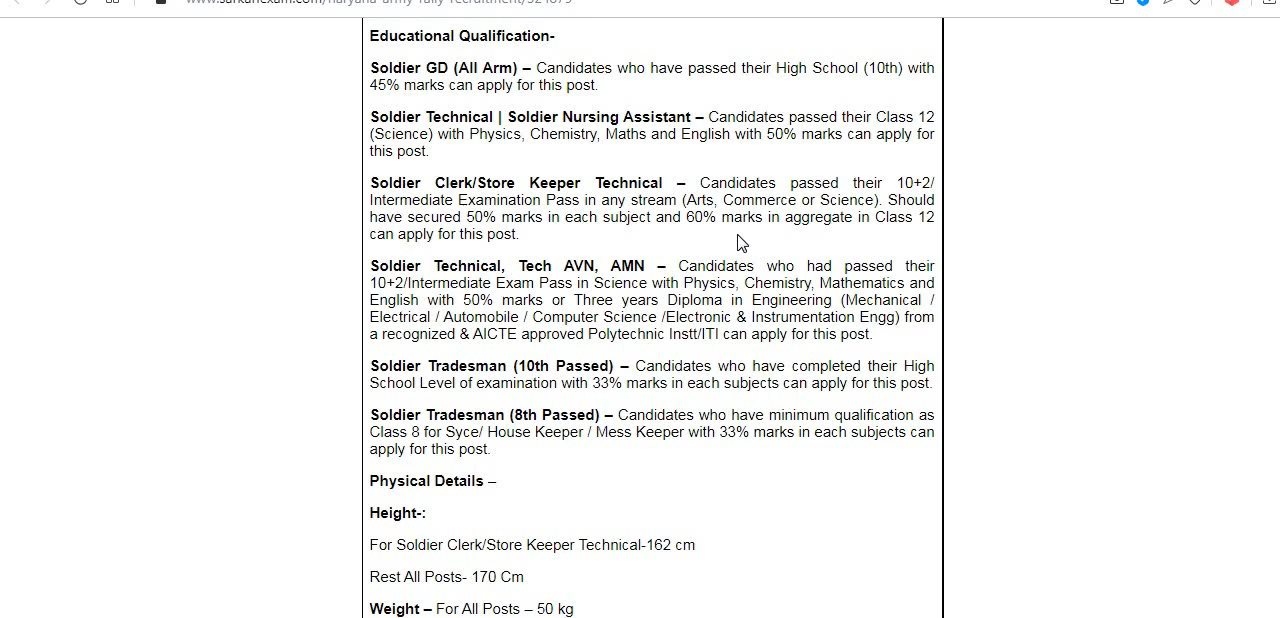 www.sarkariexam.com/haryana-army-rally-recruitment/524679
Educational Qualification-
Soldier GD (All Arm) – Candidates who have passed their High School (10th) with
45% marks can apply for this post.
Soldier Technical | Soldier Nursing Assistant – Candidates passed their Class 12
(Science) with Physics, Chemistry, Maths and English with 50% marks can apply for
this post.
Soldier Clerk/Store Keeper Technical – Candidates passed their 10+2/
Intermediate Examination Pass in any stream (Arts, Commerce or Science). Should
have secured 50% marks in each subject and 60% marks in aggregate in Class 12
can apply for this post.
Soldier Technical, Tech AVN, AMN – Candidates who had passed their
10+2/Intermediate Exam Pass in Science with Physics, Chemistry, Mathematics and
English with 50% marks or Three years Diploma in Engineering (Mechanical /
Electrical / Automobile / Computer Science /Electronic & Instrumentation Engg) from
a recognized & AICTE approved Polytechnic Instt/ITI can apply for this post.
Soldier Tradesman (10th Passed) – Candidates who have completed their High
School Level of examination with 33% marks in each subjects can apply for this post.
Soldier Tradesman (8th Passed) – Candidates who have minimum qualification as
Class 8 for Syce/ House Keeper / Mess Keeper with 33% marks in each subjects can
apply for this post.
Physical Details –
Height-:
For Soldier Clerk/Store Keeper Technical-162 cm
Rest All Posts- 170 Cm
Weight – For All Posts – 50 kg